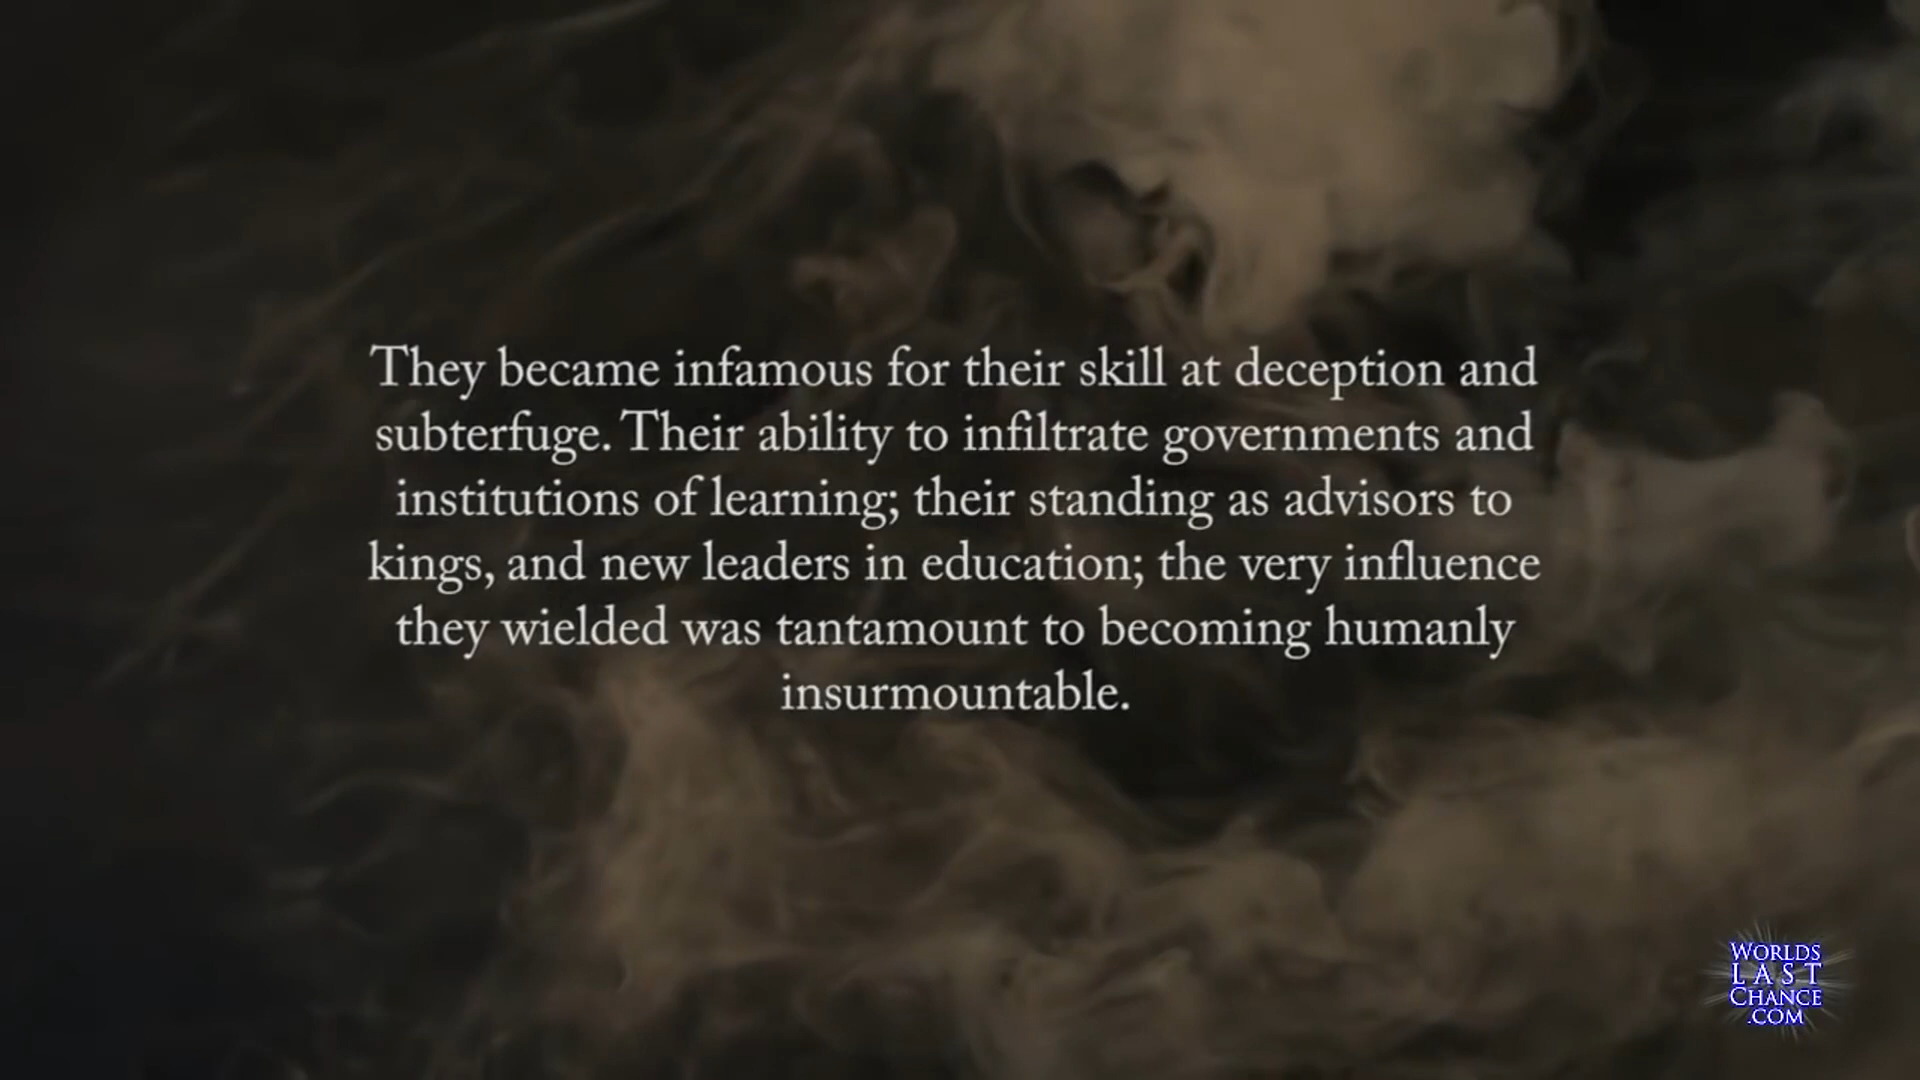 They became infamous for their skill at deception and
subterfuge. Their ability to infiltrate governments and
institutions of learning; their standing as advisors to
kings, and new leaders in education; the very influence
they wielded was tantamount to becoming humanly
insurmountable.
WORLDS
LAST
CHANCE
.COM